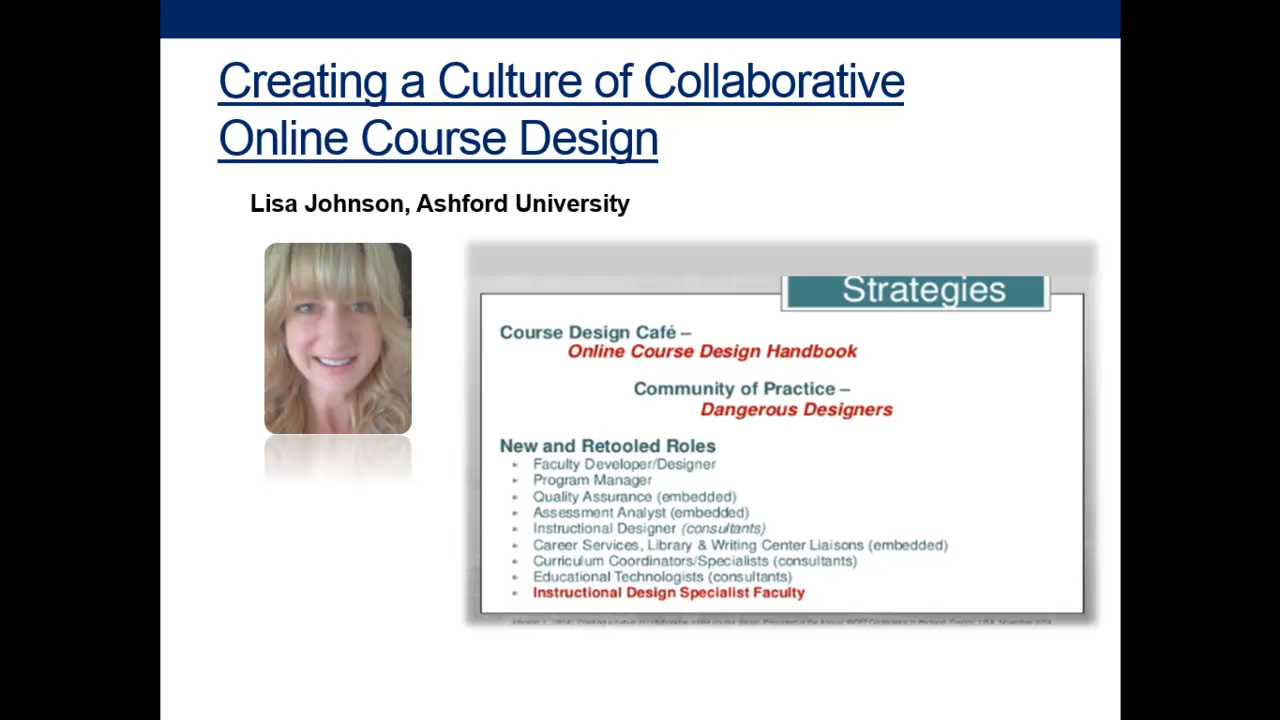 Creating a Culture of Collaborative
Online Course Design
Lisa Johnson, Ashford University
Strategies
Course Design Café –
Online Course Design Handbook
Community of Practice –
Dangerous Designers
New and Retooled Roles
Faculty Developer/Designer
Program Manager
Quality Assurance (embedded)
Assessment Analyst (embedded)
Instructional Designer (consultants)
Career Services, Library & Writing Center Liaisons (embedded)
Curriculum Coordinators/Specialists (consultants)
Educational Technologists (consultants)
Instructional Design Specialist Faculty